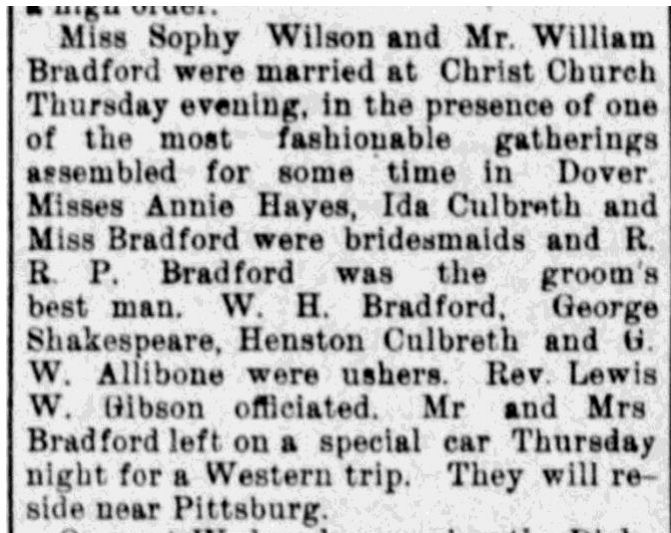 a high order.
Miss Sophy Wilson and Mr. William
Bradford were married at Christ Church
Thursday evening, in the presence of one
of the most fashionable gatherings
assembled for some time in Dover.
Misses Annie Hayes, Ida Culbreth and
Miss Bradford were bridesmaids and R.
R. P. Bradford was the groom's
best man. W. H. Bradford, George
Shakespeare, Henston Culbreth and G.
W. Allibone were ushers. Rev. Lewis
W. Gibson officiated. Mr and Mrs
Bradford left on a special car Thursday
night for a Western trip. They will re-
side near Pittsburg.